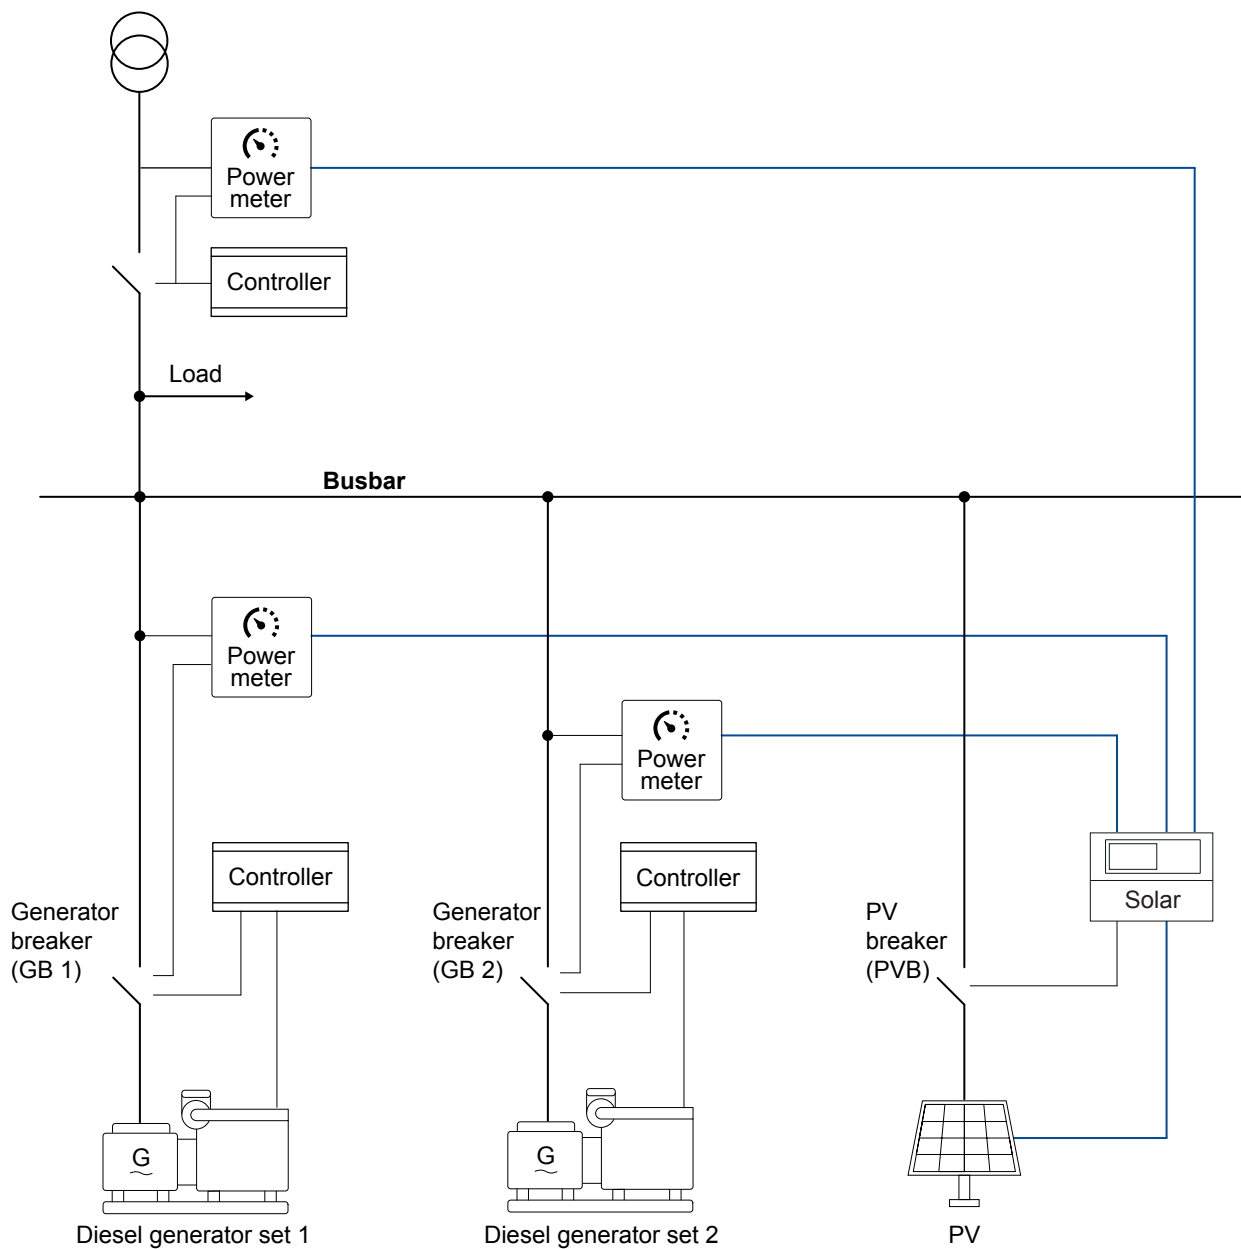 Power
meter
Controller
Load
Busbar
Power
meter
Power
meter
Controller
Controller
Solar
Generator
breaker
(GB 1)
Generator
breaker
(GB 2)
PV
breaker
(PVB)
G
G
Diesel generator set 1
Diesel generator set 2
PV